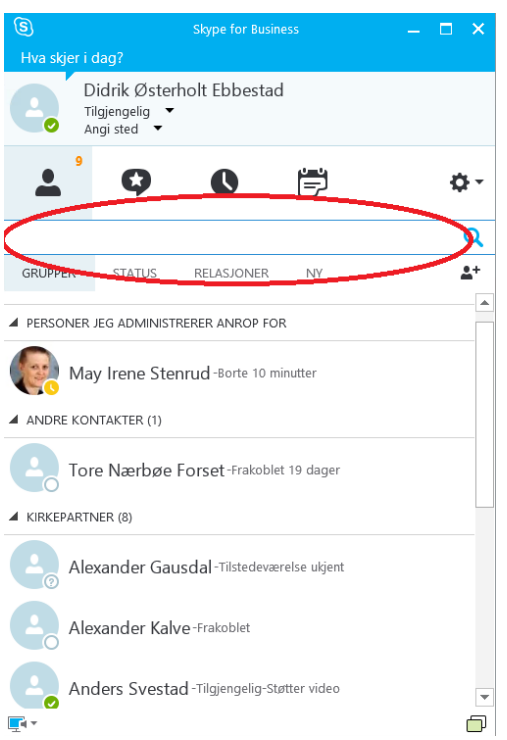 Skype for Business
Hva skjer i dag?
Didrik Østerholt Ebbestad
Tilgjengelig
Angi sted
9
GRUPPER STATUS RELASJONER NY
PERSONER JEG ADMINISTRERER ANROP FOR
May Irene Stenrud -Borte 10 minutter
ANDRE KONTAKTER (1)
Tore Nærbøe Forset -Frakoblet 19 dager
KIRKEPARTNER (8)
Alexander Gausdal -Tilstedeværelse ukjent
Alexander Kalve -Frakoblet
Anders Svestad -Tilgjengelig-Støtter video